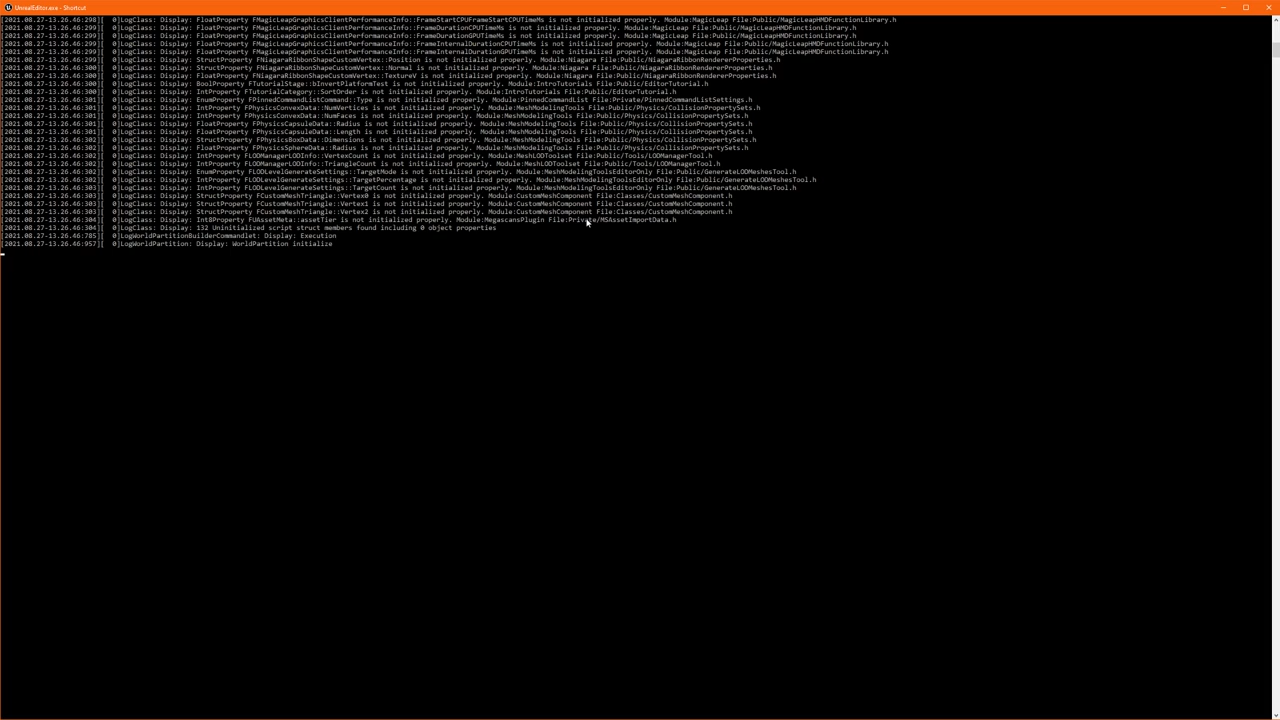 UnrealEditor.exe - Shortcut
[2021.08.27-13.26.46:298][  0]LogClass: Display: FloatProperty FMagicLeapGraphicsClientPerformanceInfo::FrameStartCPUFrameStartCPUTimeMs is not initialized properly. Module:MagicLeap File:Public/MagicLeapHMDFunctionLibrary.h
[2021.08.27-13.26.46:299][  0]LogClass: Display: FloatProperty FMagicLeapGraphicsClientPerformanceInfo::FrameDurationCPUTimeMs is not initialized properly. Module:MagicLeap File:Public/MagicLeapHMDFunctionLibrary.h
[2021.08.27-13.26.46:299][  0]LogClass: Display: FloatProperty FMagicLeapGraphicsClientPerformanceInfo::FrameDurationGPUTimeMs is not initialized properly. Module:MagicLeap File:Public/MagicLeapHMDFunctionLibrary.h
[2021.08.27-13.26.46:299][  0]LogClass: Display: FloatProperty FMagicLeapGraphicsClientPerformanceInfo::FrameInternalDurationCPUTimeMs is not initialized properly. Module:MagicLeap File:Public/MagicLeapHMDFunctionLibrary.h
[2021.08.27-13.26.46:299][  0]LogClass: Display: FloatProperty FMagicLeapGraphicsClientPerformanceInfo::FrameInternalDurationGPUTimeMs is not initialized properly. Module:MagicLeap File:Public/MagicLeapHMDFunctionLibrary.h
[2021.08.27-13.26.46:299][  0]LogClass: Display: StructProperty FNiagaraRibbonShapeCustomVertex::Position is not initialized properly. Module:Niagara File:Public/NiagaraRibbonRendererProperties.h
[2021.08.27-13.26.46:300][  0]LogClass: Display: StructProperty FNiagaraRibbonShapeCustomVertex::Normal is not initialized properly. Module:Niagara File:Public/NiagaraRibbonRendererProperties.h
[2021.08.27-13.26.46:300][  0]LogClass: Display: FloatProperty FNiagaraRibbonShapeCustomVertex::TextureV is not initialized properly. Module:Niagara File:Public/NiagaraRibbonRendererProperties.h
[2021.08.27-13.26.46:300][  0]LogClass: Display: BoolProperty FTutorialStage::bInvertPlatformTest is not initialized properly. Module:IntroTutorials File:Public/EditorTutorial.h
[2021.08.27-13.26.46:300][  0]LogClass: Display: IntProperty FTutorialCategory::SortOrder is not initialized properly. Module:IntroTutorials File:Public/EditorTutorial.h
[2021.08.27-13.26.46:301][  0]LogClass: Display: EnumProperty FPinnedCommandListCommand::Type is not initialized properly. Module:PinnedCommandList File:Private/PinnedCommandListSettings.h
[2021.08.27-13.26.46:301][  0]LogClass: Display: IntProperty FPhysicsConvexData::NumVertices is not initialized properly. Module:MeshModelingTools File:Public/Physics/CollisionPropertySets.h
[2021.08.27-13.26.46:301][  0]LogClass: Display: IntProperty FPhysicsConvexData::NumFaces is not initialized properly. Module:MeshModelingTools File:Public/Physics/CollisionPropertySets.h
[2021.08.27-13.26.46:301][  0]LogClass: Display: FloatProperty FPhysicsCapsuleData::Radius is not initialized properly. Module:MeshModelingTools File:Public/Physics/CollisionPropertySets.h
[2021.08.27-13.26.46:301][  0]LogClass: Display: FloatProperty FPhysicsCapsuleData::Length is not initialized properly. Module:MeshModelingTools File:Public/Physics/CollisionPropertySets.h
[2021.08.27-13.26.46:302][  0]LogClass: Display: StructProperty FPhysicsBoxData::Dimensions is not initialized properly. Module:MeshModelingTools File:Public/Physics/CollisionPropertySets.h
[2021.08.27-13.26.46:302][  0]LogClass: Display: FloatProperty FPhysicsSphereData::Radius is not initialized properly. Module:MeshModelingTools File:Public/Physics/CollisionPropertySets.h
[2021.08.27-13.26.46:302][  0]LogClass: Display: IntProperty FLODManagerLODInfo::VertexCount is not initialized properly. Module:MeshLODToolset File:Public/Tools/LODManagerTool.h
[2021.08.27-13.26.46:302][  0]LogClass: Display: IntProperty FLODManagerLODInfo::TriangleCount is not initialized properly. Module:MeshLODToolset File:Public/Tools/LODManagerTool.h
[2021.08.27-13.26.46:302][  0]LogClass: Display: EnumProperty FLODLevelGenerateSettings::TargetMode is not initialized properly. Module:MeshModelingToolsEditorOnly File:Public/GenerateLODMeshesTool.h
[2021.08.27-13.26.46:302][  0]LogClass: Display: IntProperty FLODLevelGenerateSettings::TargetPercentage is not initialized properly. Module:MeshModelingToolsEditorOnly File:Public/GenerateLODMeshesTool.h
[2021.08.27-13.26.46:303][  0]LogClass: Display: IntProperty FLODLevelGenerateSettings::TargetCount is not initialized properly. Module:MeshModelingToolsEditorOnly File:Public/GenerateLODMeshesTool.h
[2021.08.27-13.26.46:303][  0]LogClass: Display: StructProperty FCustomMeshTriangle::Vertex0 is not initialized properly. Module:CustomMeshComponent File:Classes/CustomMeshComponent.h
[2021.08.27-13.26.46:303][  0]LogClass: Display: StructProperty FCustomMeshTriangle::Vertex1 is not initialized properly. Module:CustomMeshComponent File:Classes/CustomMeshComponent.h
[2021.08.27-13.26.46:303][  0]LogClass: Display: StructProperty FCustomMeshTriangle::Vertex2 is not initialized properly. Module:CustomMeshComponent File:Classes/CustomMeshComponent.h
[2021.08.27-13.26.46:304][  0]LogClass: Display: Int8Property FUAssetMeta::assetTier is not initialized properly. Module:MegascansPlugin File:Private/MSAssetImportData.h
[2021.08.27-13.26.46:304][  0]LogClass: Display: 132 Uninitialized script struct members found including 0 object properties
[2021.08.27-13.26.46:785][  0]LogWorldPartitionBuilderCommandlet: Display: Execution
[2021.08.27-13.26.46:957][  0]LogWorldPartition: Display: WorldPartition initialize